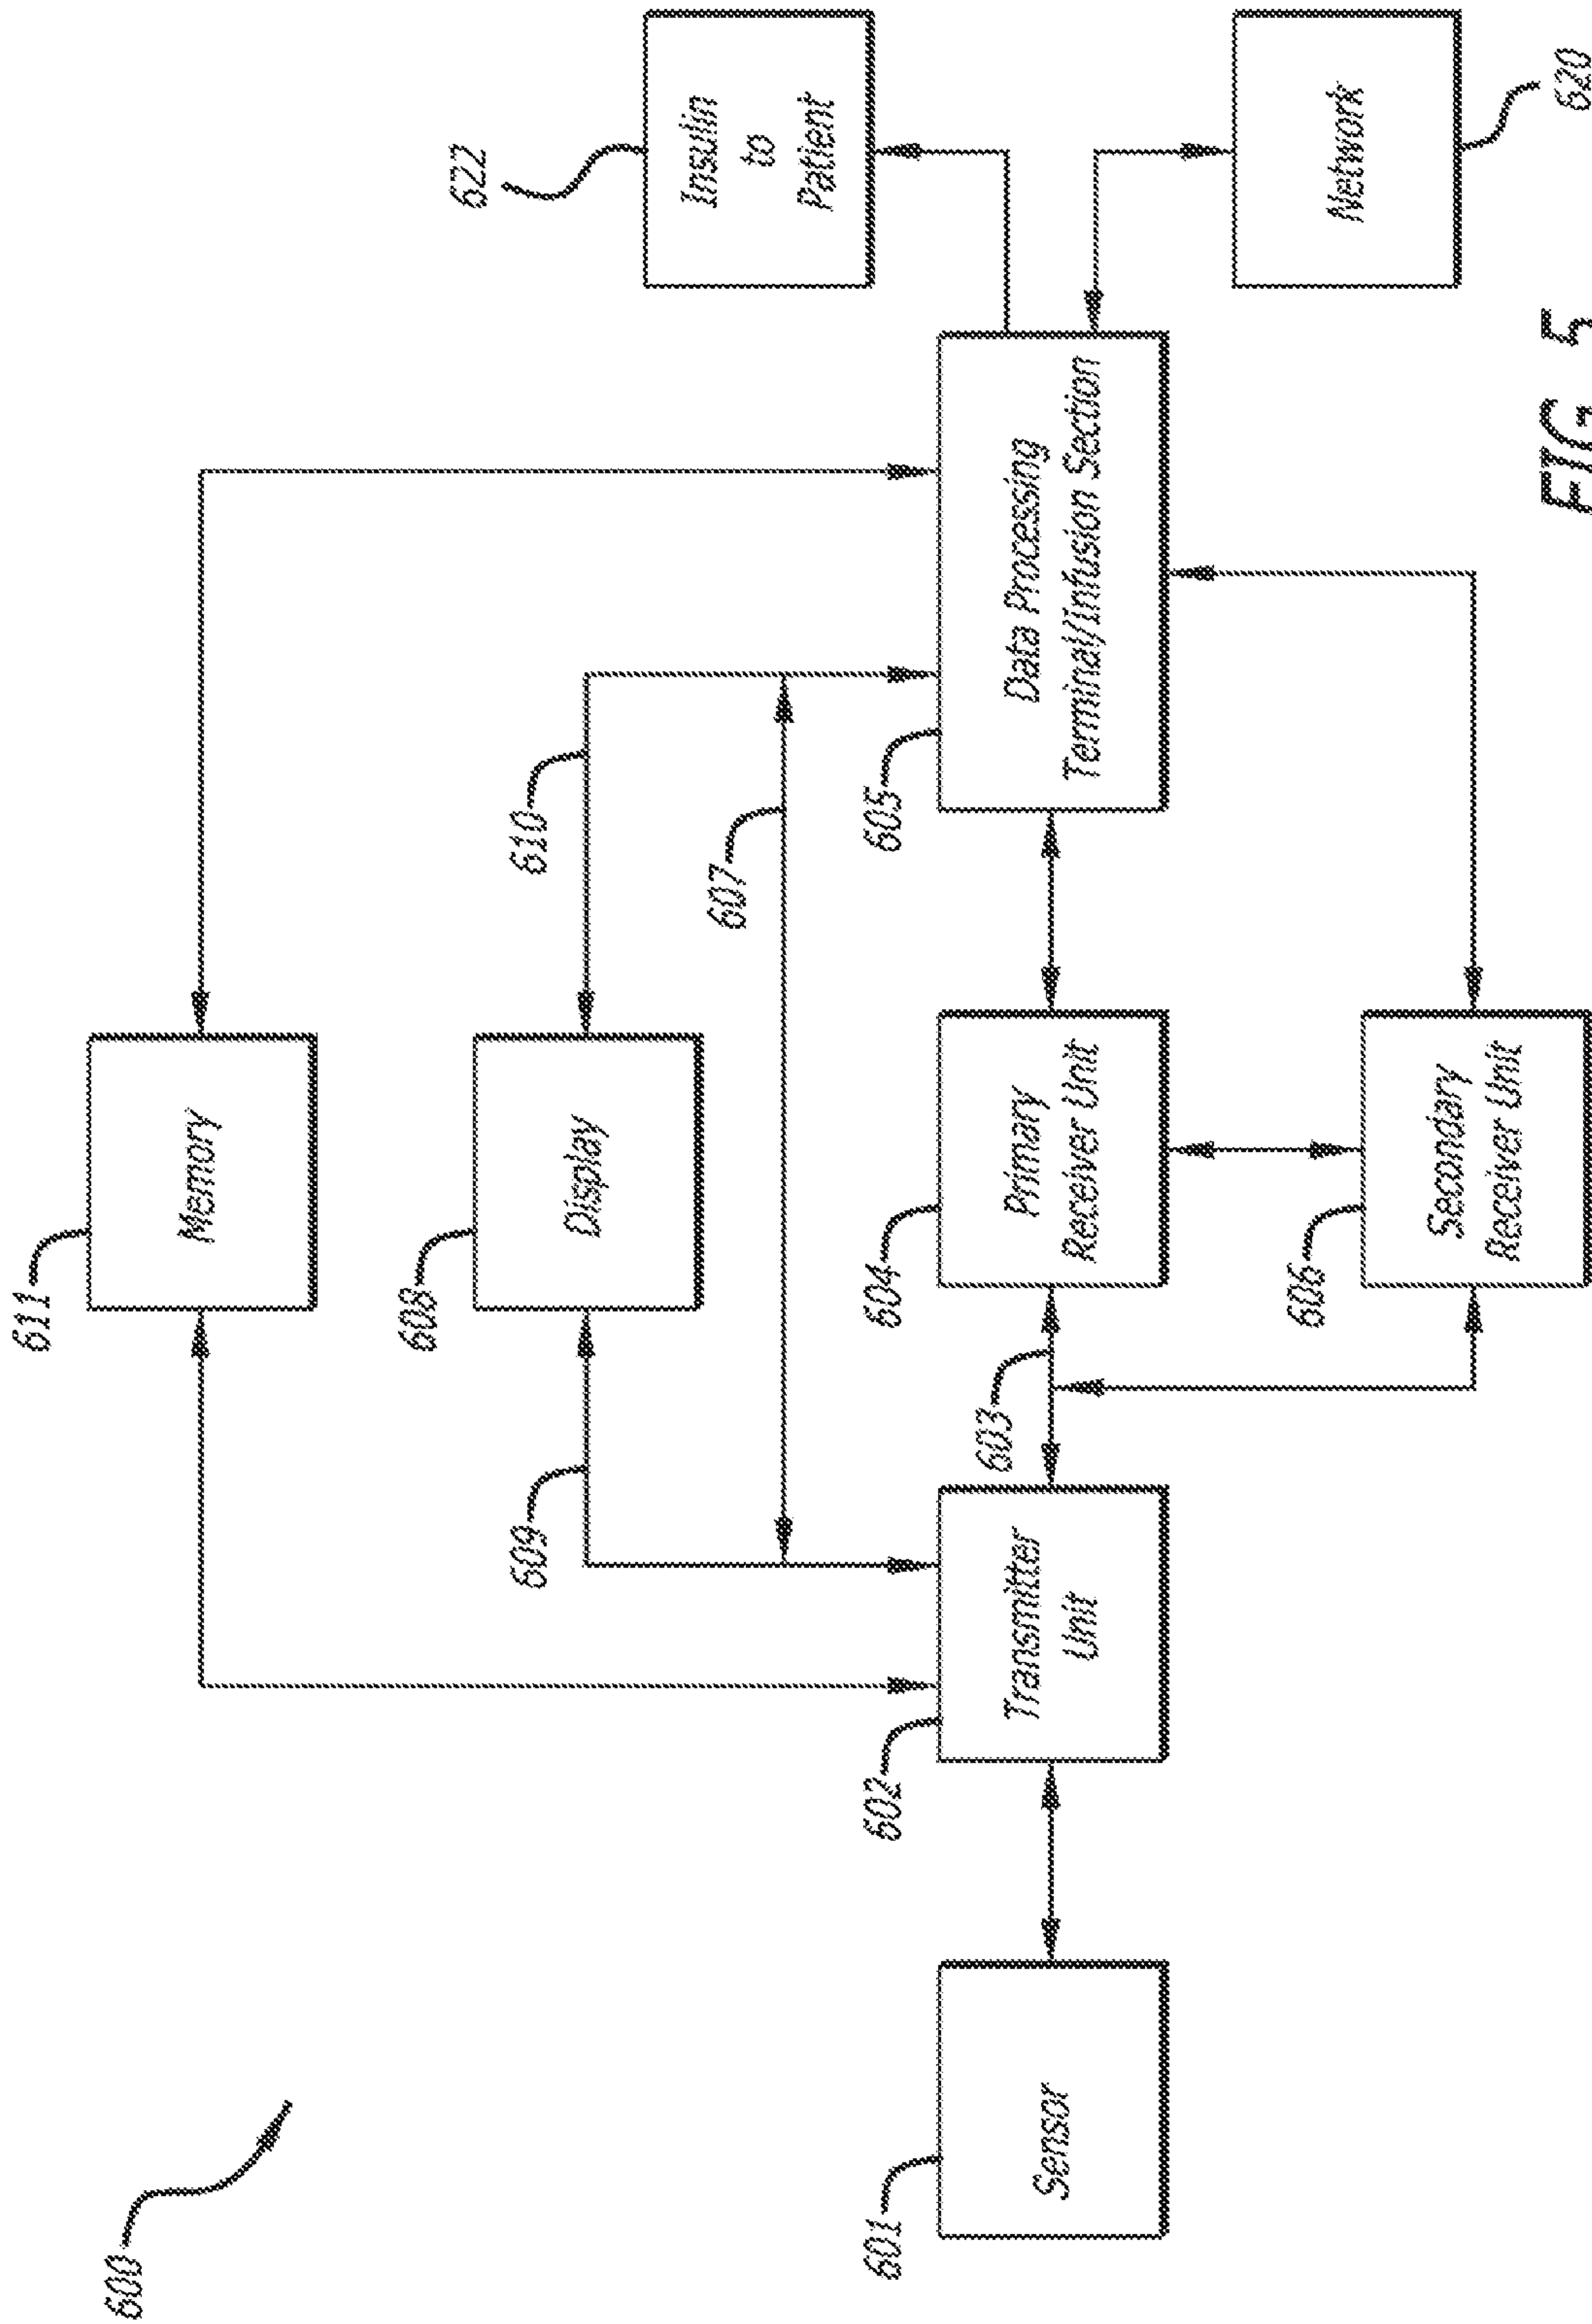 600
611
Memory
608
Display
609
610
607
601
Sensor
602
Transmitter
Unit
603
604
Primary
Receiver Unit
605
Data Processing
Terminal/Infusion Section
606
Secondary
Receiver Unit
622
Insulin
to
Patient
Network
620
FIG. 5